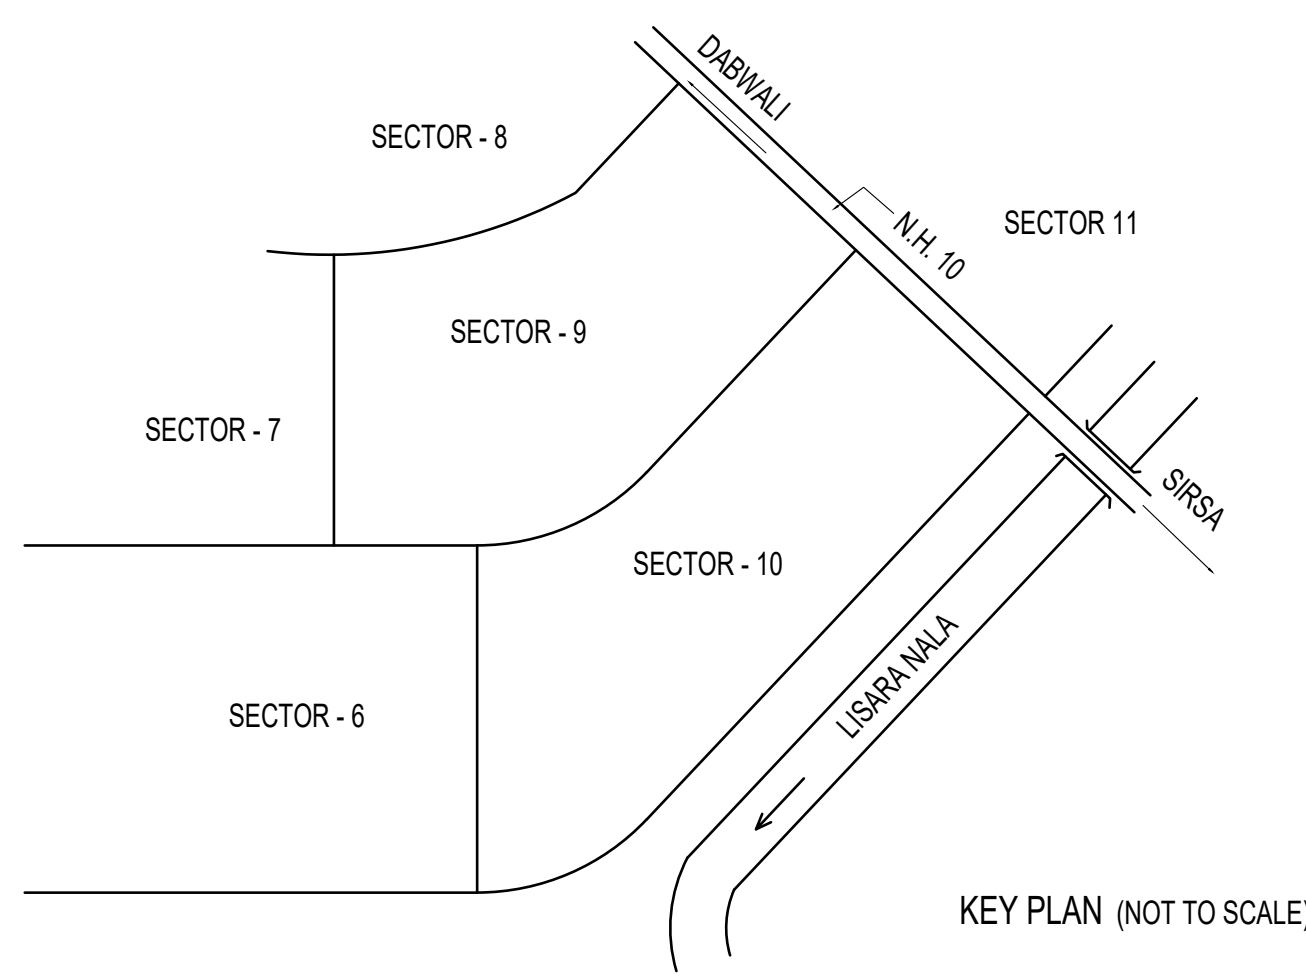 DABWALI
SECTOR - 8
SECTOR 11
N.H. 10
SECTOR - 9
SECTOR - 7
SIRSA
SECTOR - 10
LISARA NALA
SECTOR - 6
KEY PLAN (NOT TO SCALE)